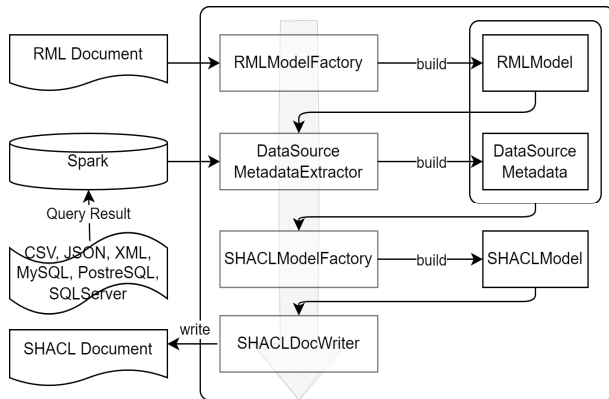 RML Document
RMLModelFactory
build
RMLModel
Spark
DataSource
MetadataExtractor
build
DataSource
Metadata
Query Result
CSV, JSON, XML,
MySQL, PostreSQL,
SQLServer
SHACLModelFactory
build
SHACLModel
SHACL Document
write
SHACLDocWriter